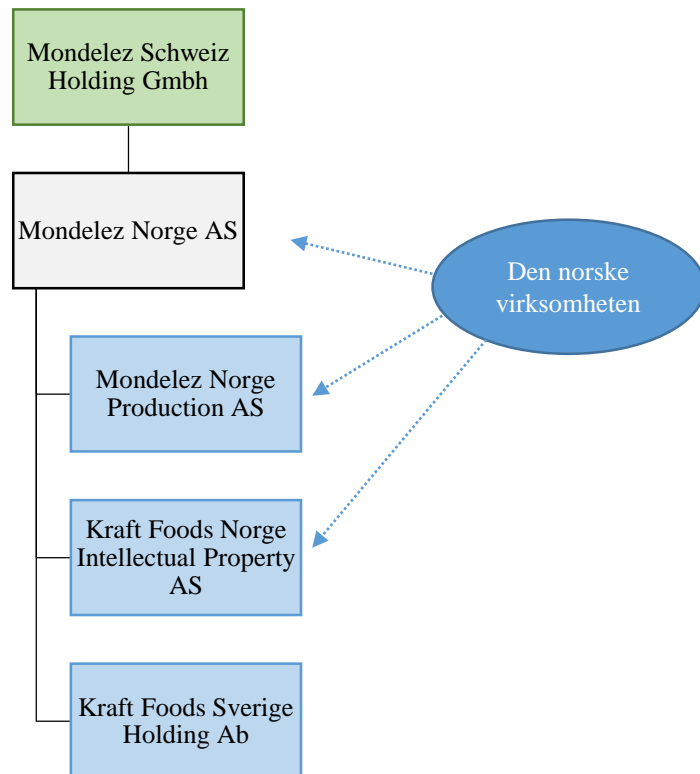 Mondelez Schweiz
Holding Gmbh
Mondelez Norge AS
Den norske
virksomheten
Mondelez Norge
Production AS
Kraft Foods Norge
Intellectual Property
AS
Kraft Foods Sverige
Holding Ab